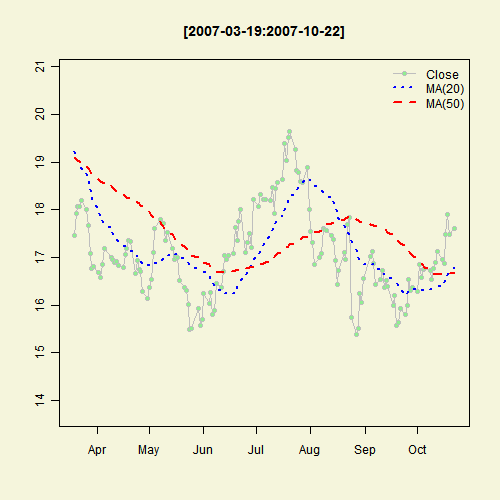 [2007-03-19:2007-10-22]
Close
MA(20)
MA(50)
21
20
19
18
17
16
15
14
Apr May Jun Jul Aug Sep Oct